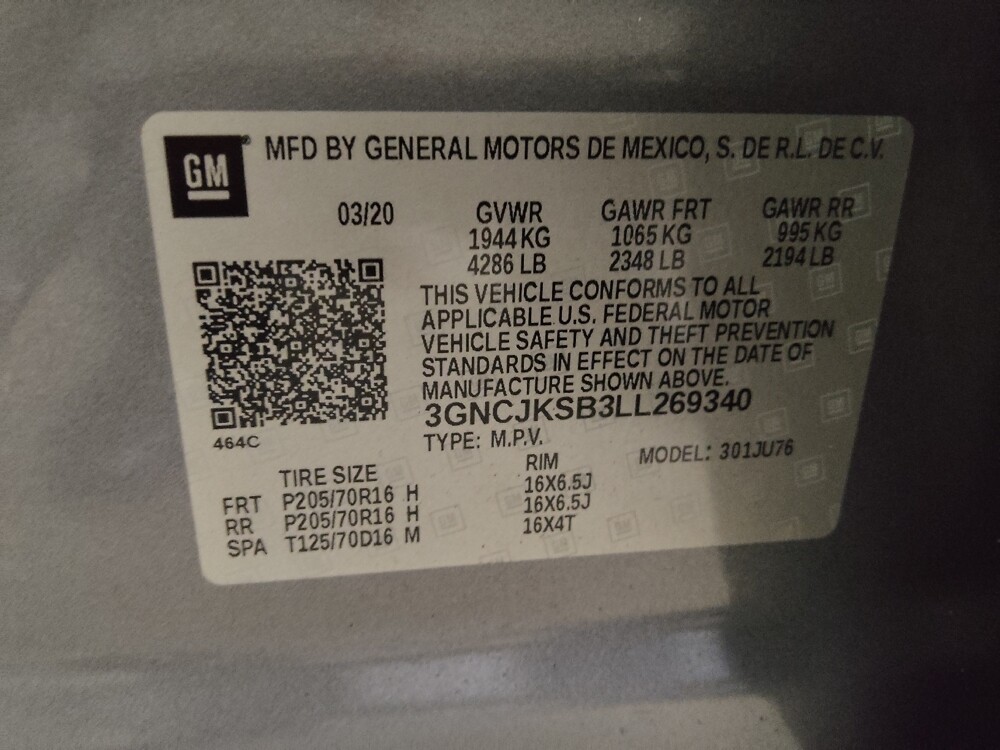 GM® MFD BY GENERAL MOTORS DE MEXICO, S. DE R.L. DE C.V.
03/20 GVWR GAWR FRT GAWR RR
1944 KG 1065 KG 995 KG
4286 LB 2348 LB 2194 LB
THIS VEHICLE CONFORMS TO ALL
APPLICABLE U.S. FEDERAL MOTOR
VEHICLE SAFETY AND THEFT PREVENTION
STANDARDS IN EFFECT ON THE DATE OF
MANUFACTURE SHOWN ABOVE.
3GNCJKSB3LL269340
464C TYPE: M.P.V. MODEL: 301JU76
TIRE SIZE RIM
FRT P205/70R16 H 16X6.5J
RR P205/70R16 H 16X6.5J
SPA T125/70D16 M 16X4T